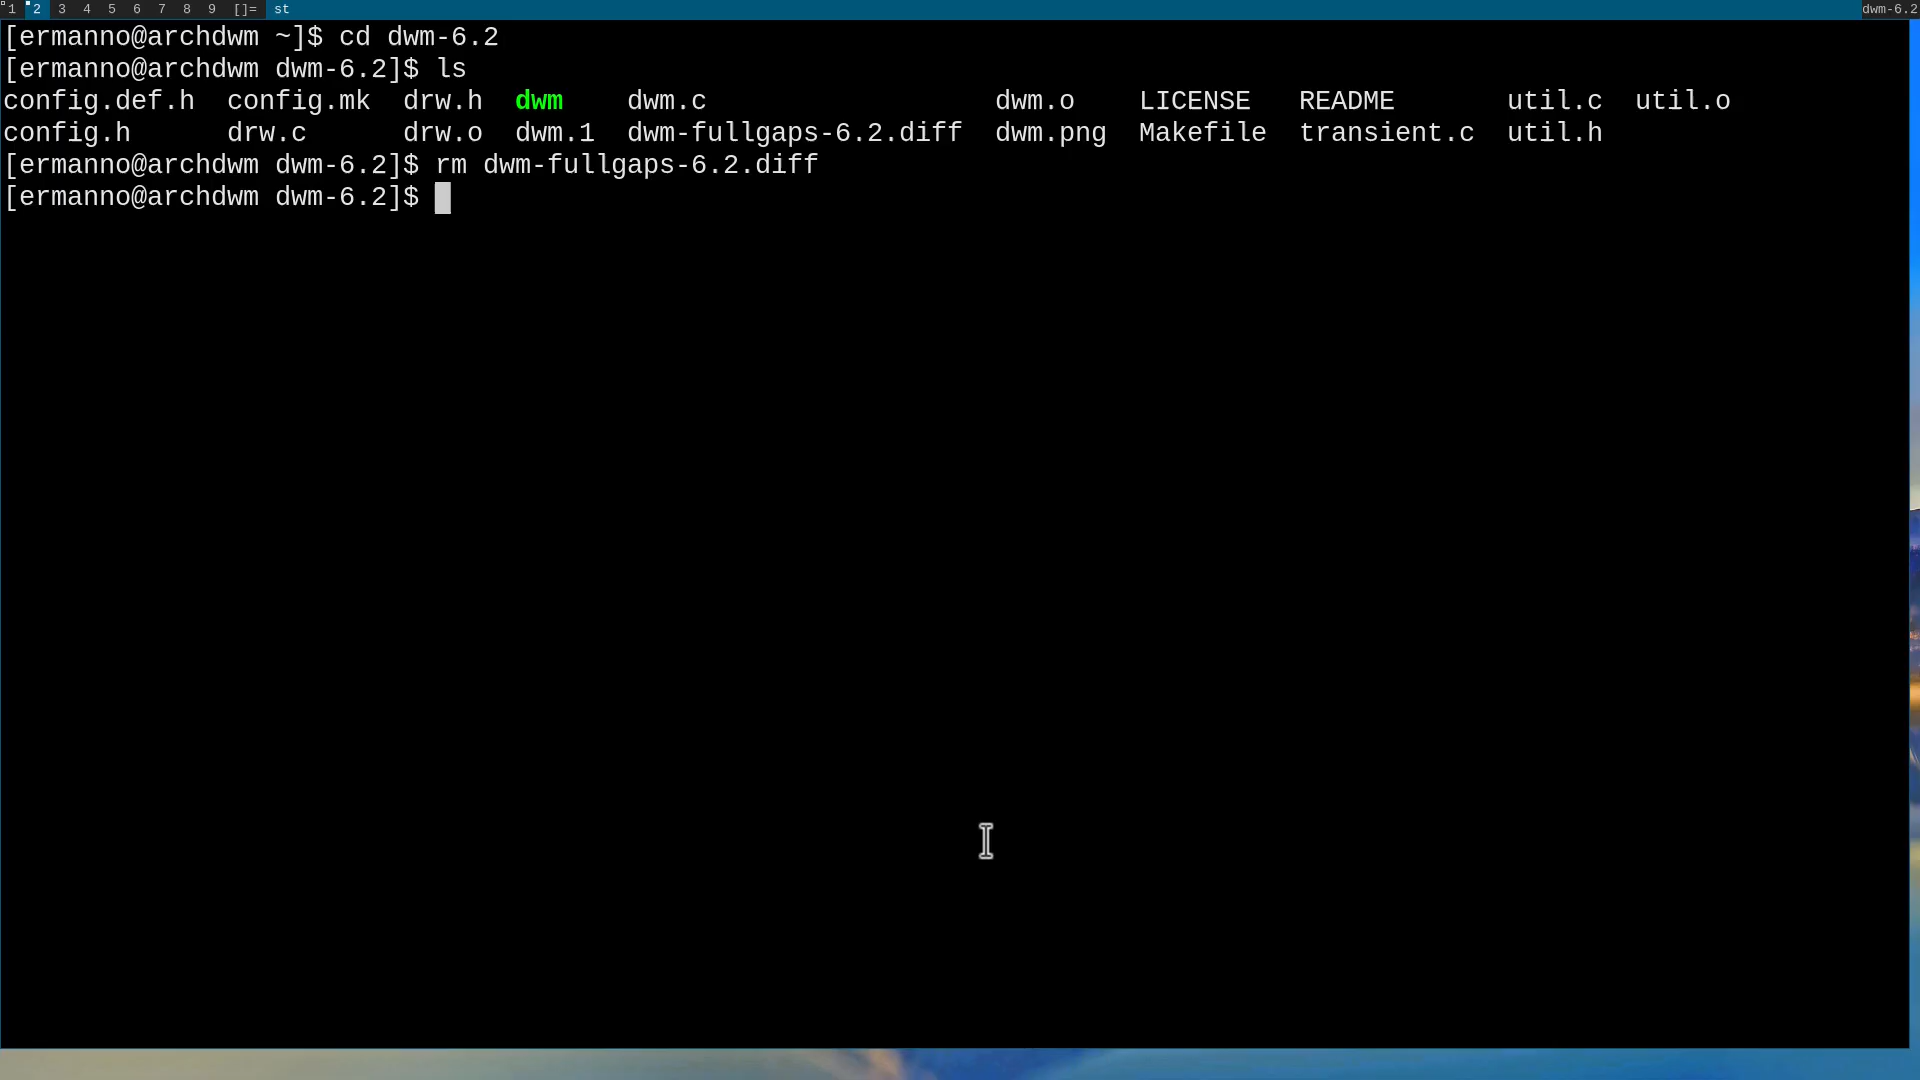 1 2 3 4 5 6 7 8 9 []= st dwm-6.2
[ermanno@archdwm ~]$ cd dwm-6.2
[ermanno@archdwm dwm-6.2]$ ls
config.def.h config.mk drw.h dwm dwm.c dwm.o LICENSE README util.c util.o
config.h drw.c drw.o dwm.1 dwm-fullgaps-6.2.diff dwm.png Makefile transient.c util.h
[ermanno@archdwm dwm-6.2]$ rm dwm-fullgaps-6.2.diff
[ermanno@archdwm dwm-6.2]$